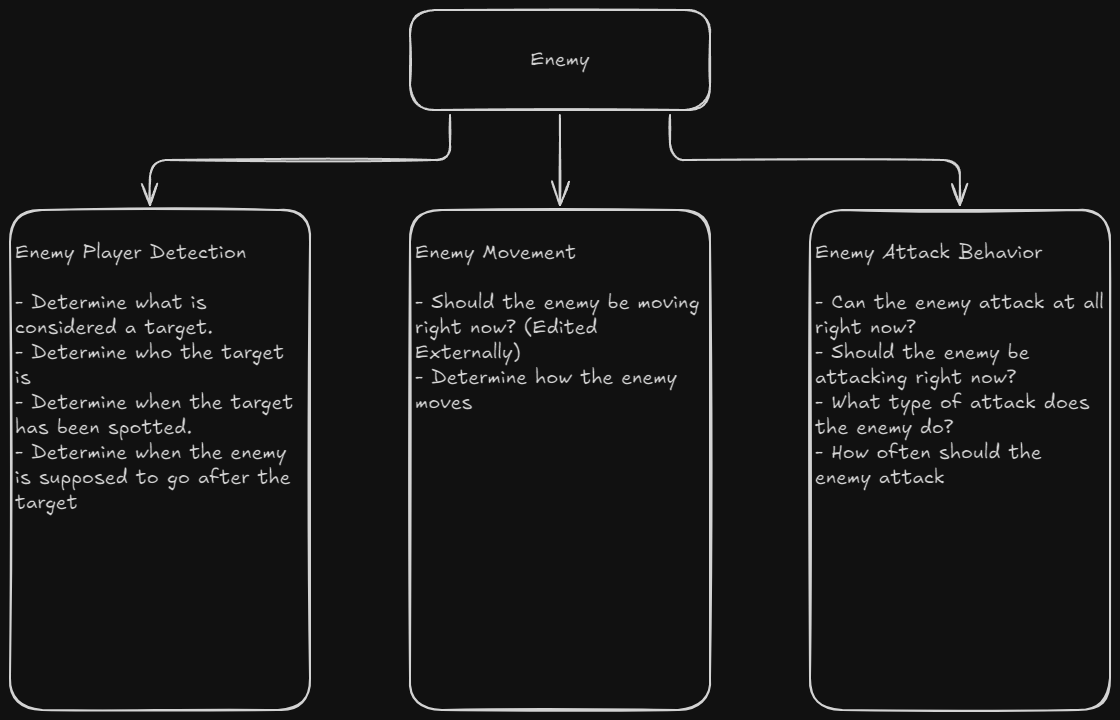 Enemy
Enemy Player Detection
- Determine what is
considered a target.
- Determine who the target
is
- Determine when the target
has been spotted.
- Determine when the enemy
is supposed to go after the
target
Enemy Movement
- Should the enemy be moving
right now? (Edited
Externally)
- Determine how the enemy
moves
Enemy Attack Behavior
- Can the enemy attack at all
right now?
- Should the enemy be
attacking right now?
- What type of attack does
the enemy do?
- How often should the
enemy attack